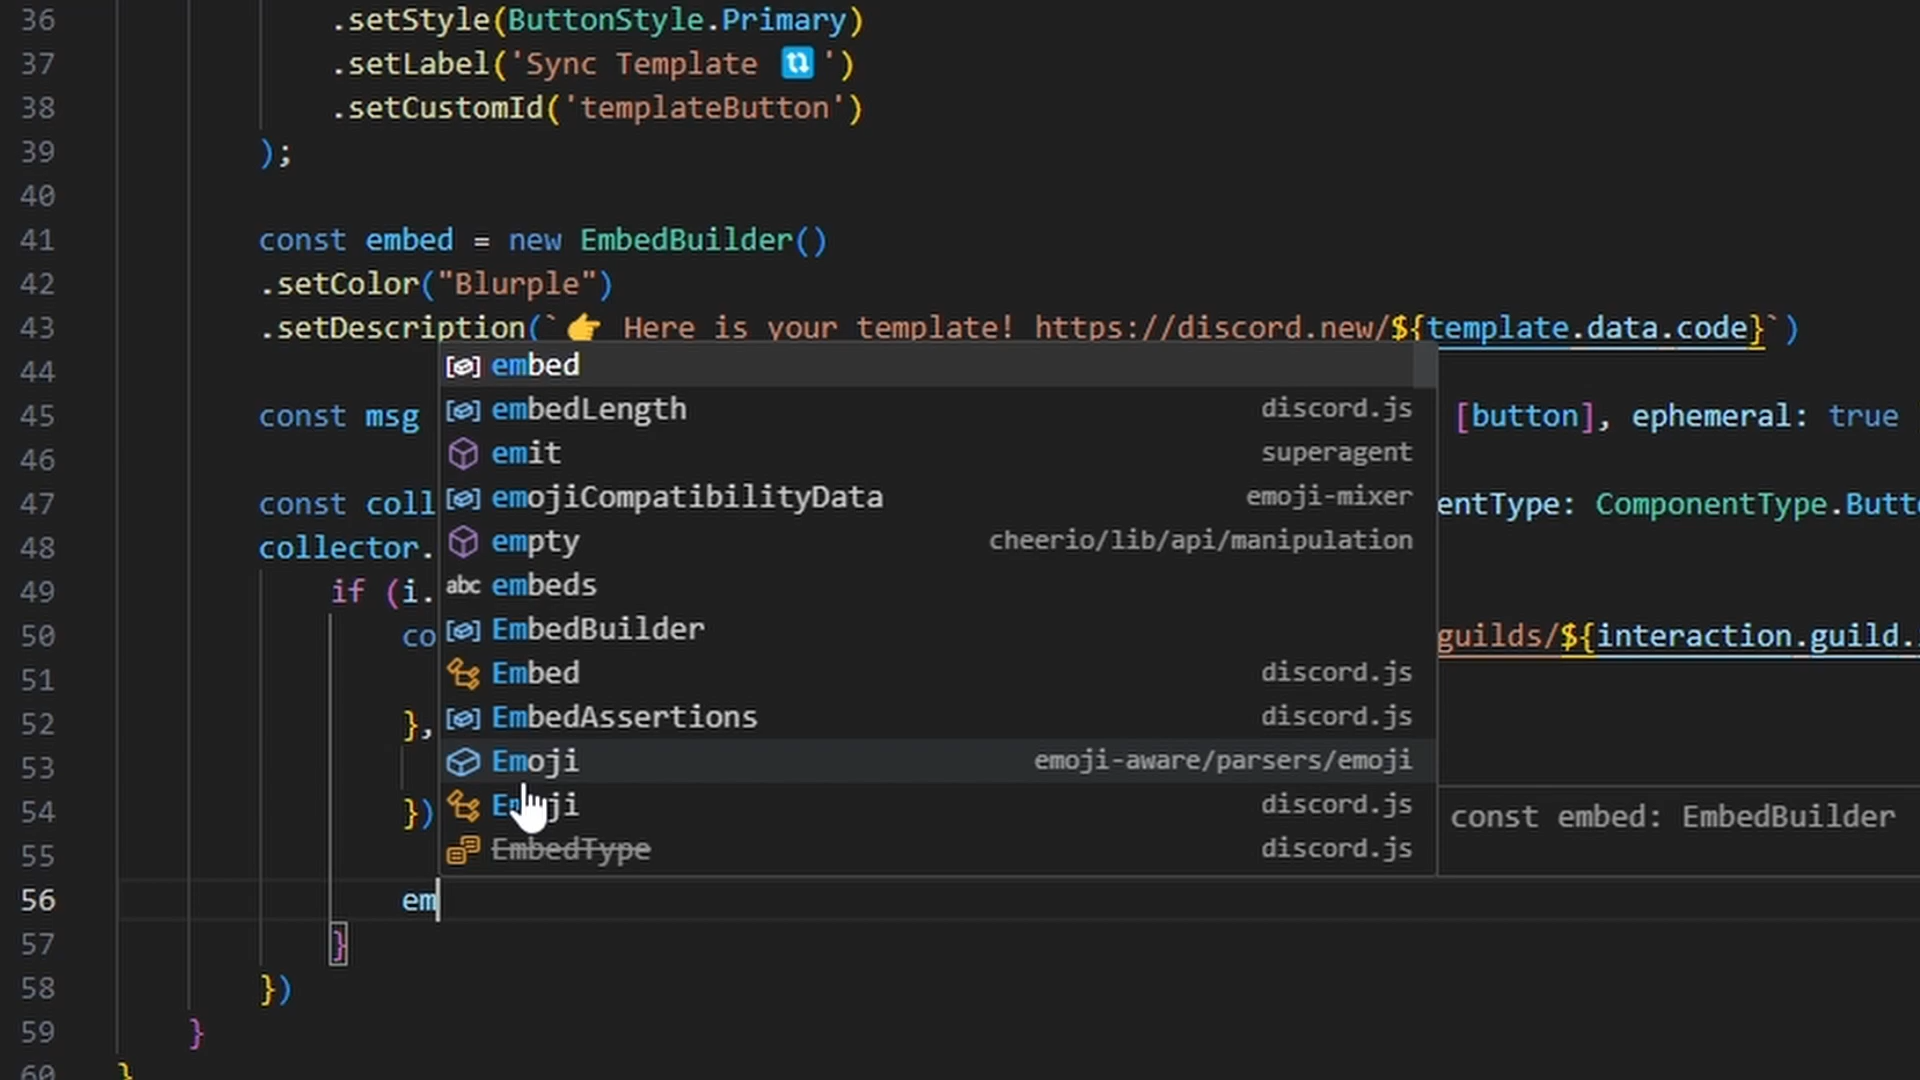 36 .setStyle(ButtonStyle.Primary)
37 .setLabel('Sync Template 🔃 ')
38 .setCustomId('templateButton')
39 );
40
41 const embed = new EmbedBuilder()
42 .setColor("Blurple")
43 .setDescription(`👉 Here is your template! https://discord.new/${template.data.code}`)
44
embed
embedLength discord.js
45 const msg [button], ephemeral: true
emit superagent
46
emojiCompatibilityData emoji-mixer
47 const coll entType: ComponentType.Butt
empty cheerio/lib/api/manipulation
48 collector.
abc embeds
49 if (i.
EmbedBuilder
50 co guilds/${interaction.guild.
Embed discord.js
51
EmbedAssertions discord.js
52 },
Emoji emoji-aware/parsers/emoji
53
Emoji discord.js
54 }) const embed: EmbedBuilder
EmbedType discord.js
55
56 em
57 }
58 })
59 }
60 }